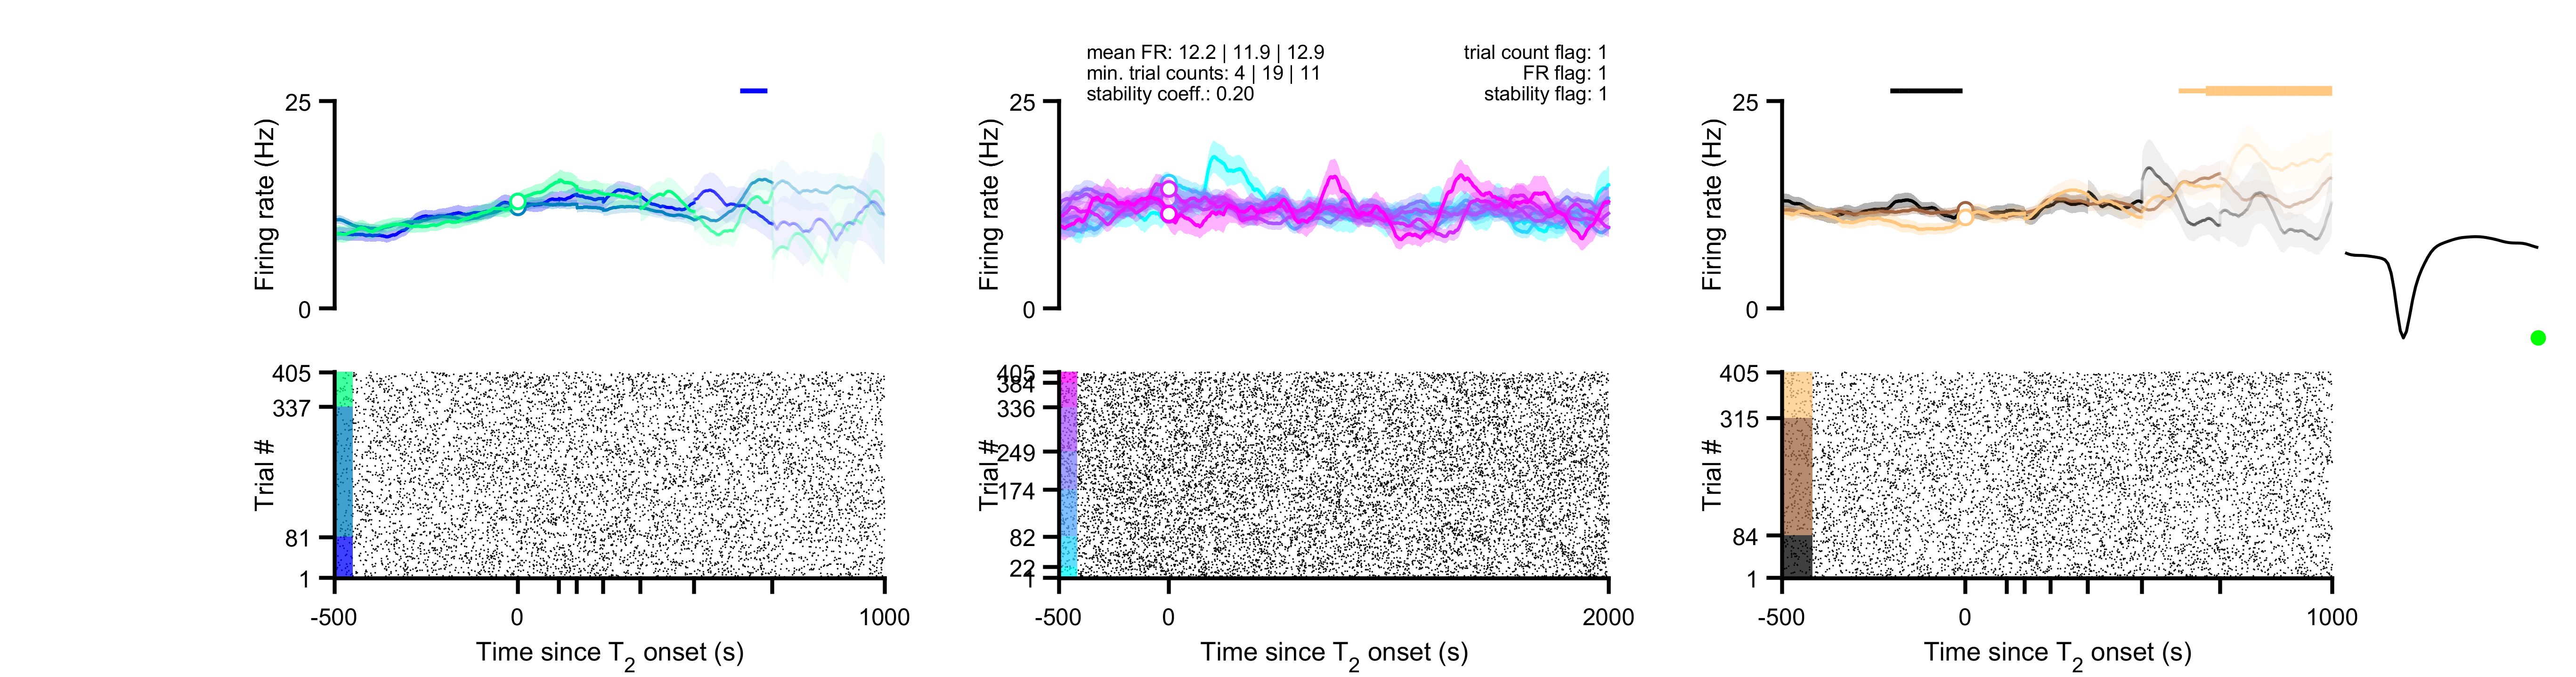 mean FR: 12.2 | 11.9 | 12.9
min. trial counts: 4 | 19 | 11
stability coeff.: 0.20
trial count flag: 1
FR flag: 1
stability flag: 1
25
0
Firing rate (Hz)
25
0
Firing rate (Hz)
25
0
Firing rate (Hz)
405
337
81
1
Trial #
-500
0
1000
Time since T2 onset (s)
405
384
336
249
174
82
22
1
Trial #
-500
0
2000
Time since T2 onset (s)
405
315
84
1
Trial #
-500
0
1000
Time since T2 onset (s)